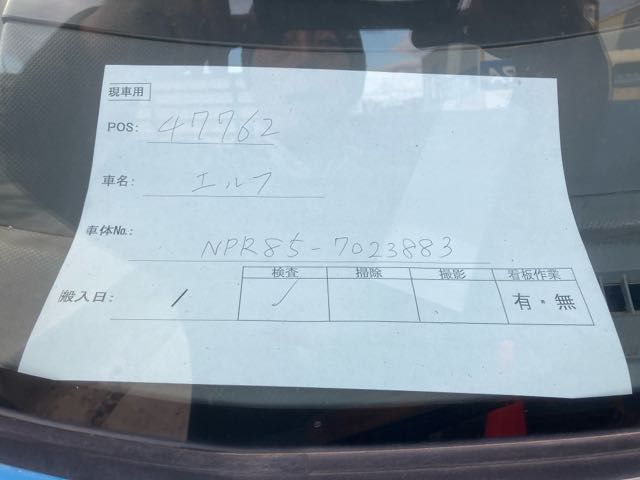 現車用
POS: 47762
車名: エルフ
車体No.: NPR85-7023883
検査 掃除 撮影 看板作業
搬入日: / ✓ 有・無